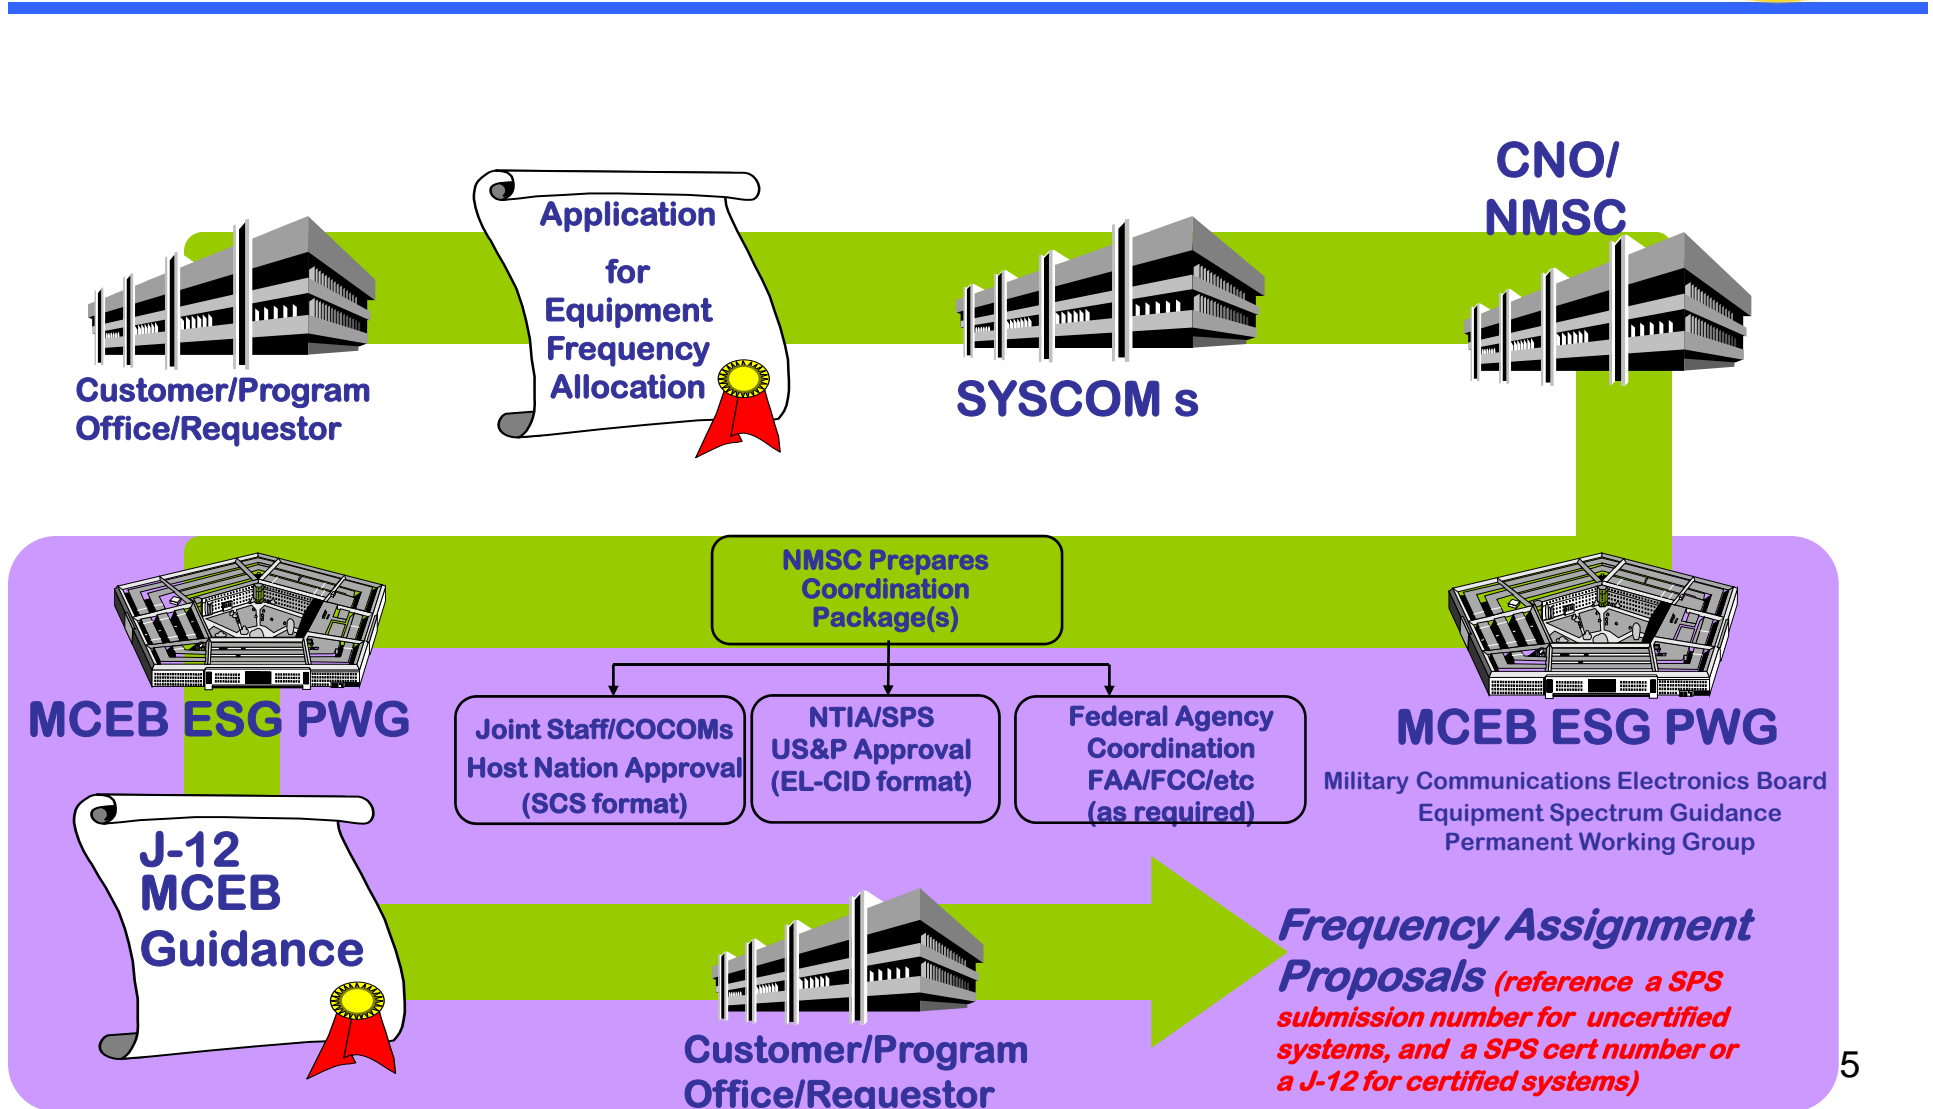 Application
for
Equipment
Frequency
Allocation
CNO/
NMSC
Customer/Program
Office/Requestor
SYSCOM s
NMSC Prepares
Coordination
Package(s)
MCEB ESG PWG
Joint Staff/COCOMs
Host Nation Approval
(SCS format)
NTIA/SPS
US&P Approval
(EL-CID format)
Federal Agency
Coordination
FAA/FCC/etc
(as required)
MCEB ESG PWG
Military Communications Electronics Board
Equipment Spectrum Guidance
Permanent Working Group
J-12
MCEB
Guidance
Customer/Program
Office/Requestor
Frequency Assignment
Proposals (reference a SPS
submission number for uncertified
systems, and a SPS cert number or
a J-12 for certified systems)
5